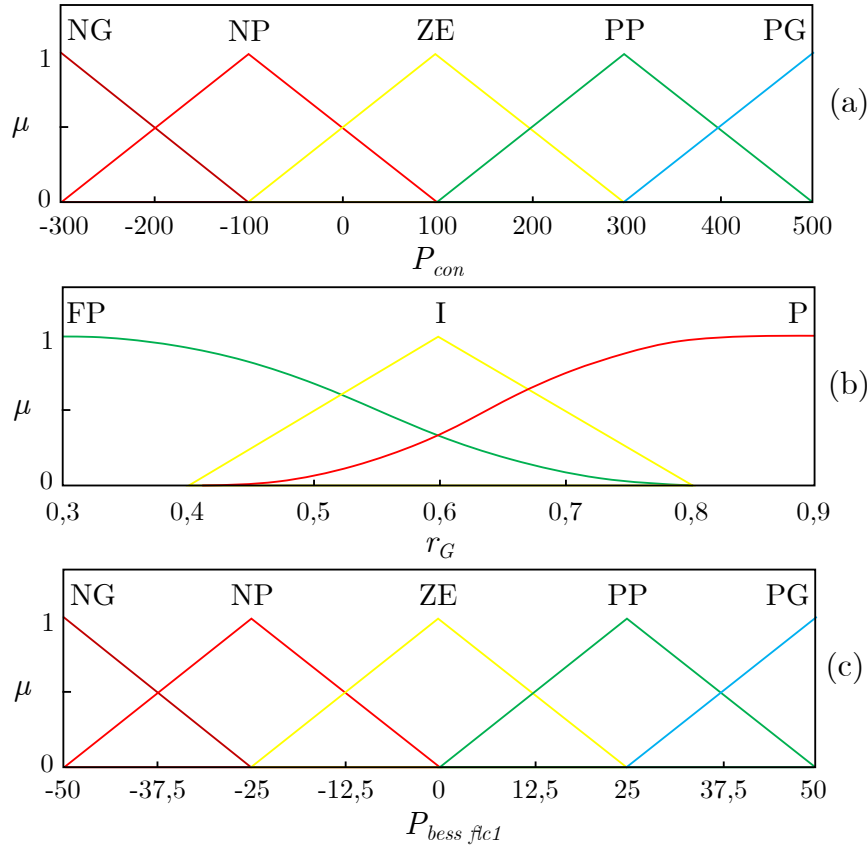 NG NP ZE PP PG
1
μ
(a)
0
-300 -200 -100 0 100 200 300 400 500
P_con
FP I P
1
μ
(b)
0
0,3 0,4 0,5 0,6 0,7 0,8 0,9
r_G
NG NP ZE PP PG
1
μ
(c)
0
-50 -37,5 -25 -12,5 0 12,5 25 37,5 50
P_bess flc1